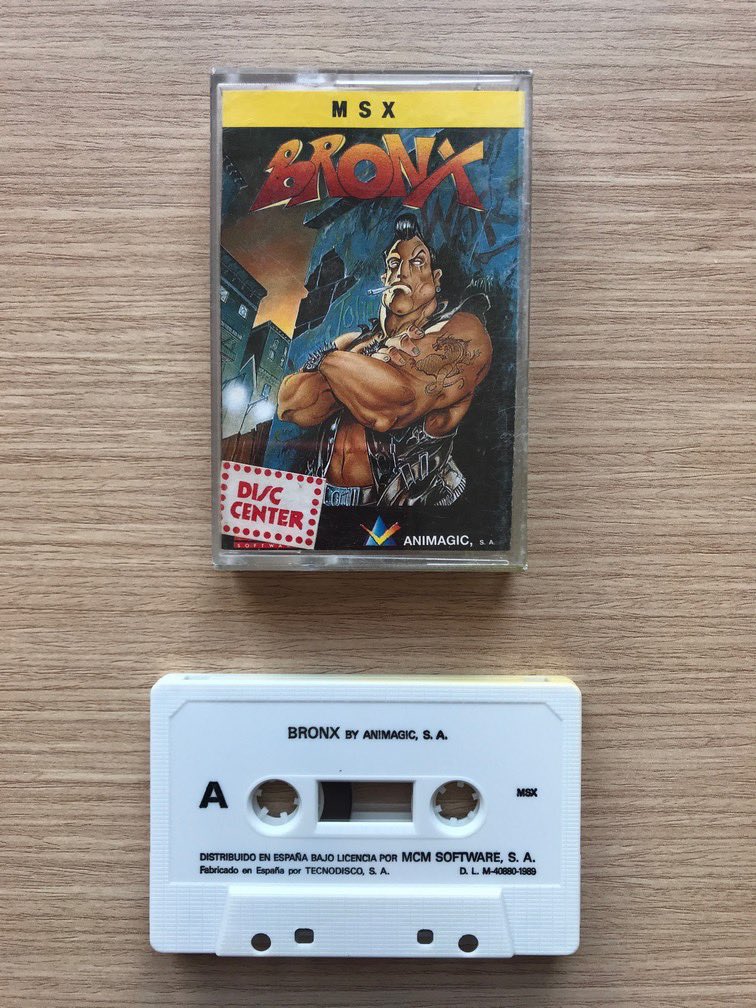 MSX
BRONX
DISC
CENTER
ANIMAGIC, S. A.
BRONX BY ANIMAGIC, S. A.
A
MSX
DISTRIBUIDO EN ESPAÑA BAJO LICENCIA POR MCM SOFTWARE, S. A.
Fabricado en España por TECNODISCO, S. A. D. L. M-40880-1989